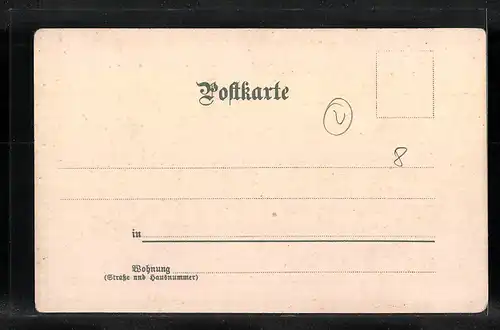 Postkarte
8
in
Wohnung
(Straße und Hausnummer)